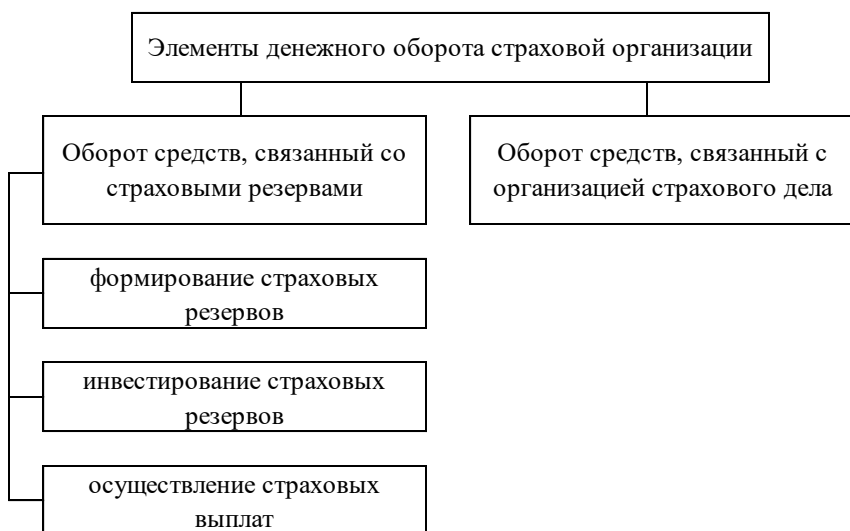 Элементы денежного оборота страховой организации
Оборот средств, связанный со
страховыми резервами
Оборот средств, связанный с
организацией страхового дела
формирование страховых
резервов
инвестирование страховых
резервов
осуществление страховых
выплат